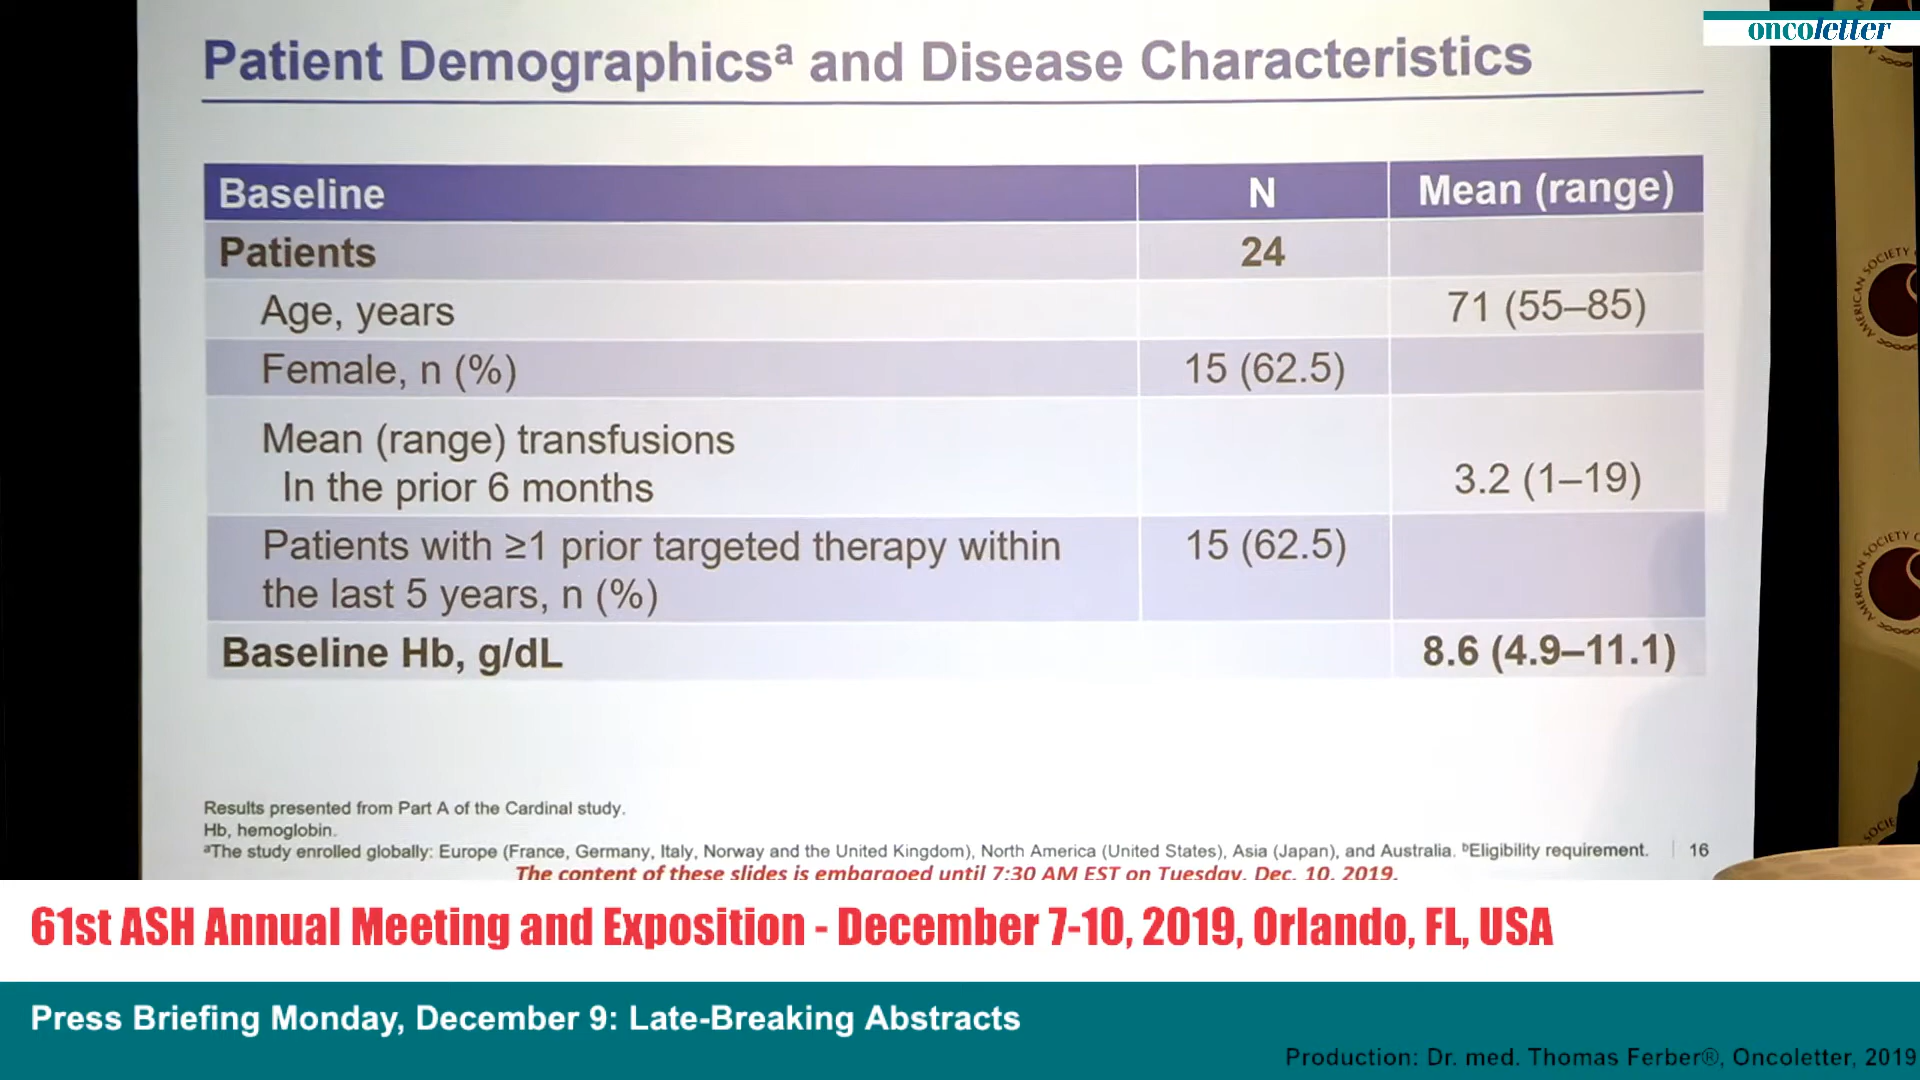 oncoletter
Patient Demographicsᵃ and Disease Characteristics
Baseline N Mean (range)
Patients 24
Age, years 71 (55–85)
Female, n (%) 15 (62.5)
Mean (range) transfusions
In the prior 6 months 3.2 (1–19)
Patients with ≥1 prior targeted therapy within 15 (62.5)
the last 5 years, n (%)
Baseline Hb, g/dL 8.6 (4.9–11.1)
Results presented from Part A of the Cardinal study.
Hb, hemoglobin.
ᵃThe study enrolled globally: Europe (France, Germany, Italy, Norway and the United Kingdom), North America (United States), Asia (Japan), and Australia. ᵇEligibility requirement. 16
The content of these slides is embargoed until 7:30 AM EST on Tuesday, Dec. 10, 2019.
AMERICAN SOCIETY
AMERICAN SOCIETY
61st ASH Annual Meeting and Exposition - December 7-10, 2019, Orlando, FL, USA
Press Briefing Monday, December 9: Late-Breaking Abstracts
Production: Dr. med. Thomas Ferber®, Oncoletter, 2019